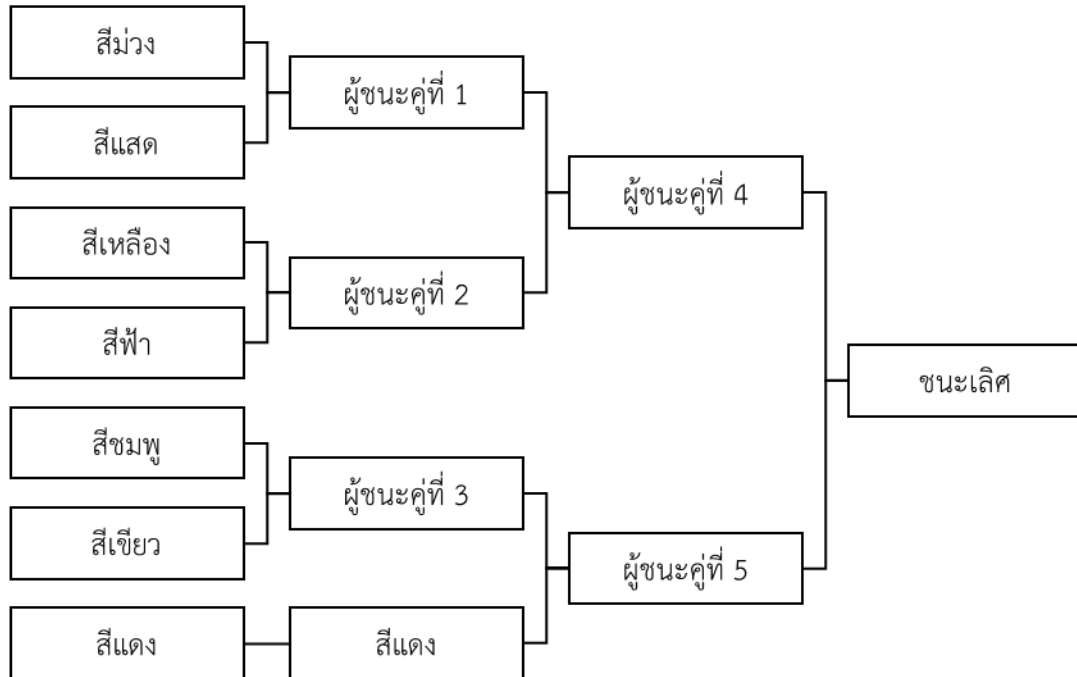 สีม่วง
สีแสด
สีเหลือง
สีฟ้า
สีชมพู
สีเขียว
สีแดง
ผู้ชนะคู่ที่ 1
ผู้ชนะคู่ที่ 2
ผู้ชนะคู่ที่ 3
สีแดง
ผู้ชนะคู่ที่ 4
ผู้ชนะคู่ที่ 5
ชนะเลิศ